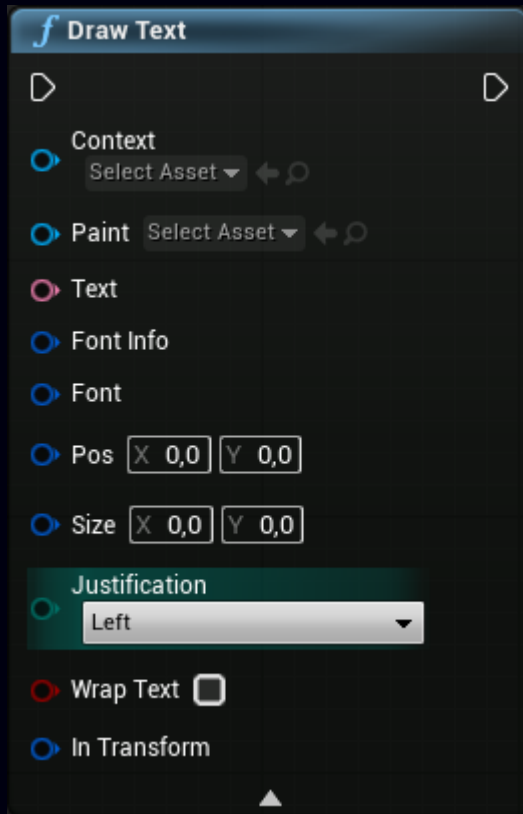 f Draw Text
Context
Select Asset
Paint Select Asset
Text
Font Info
Font
Pos X 0,0 Y 0,0
Size X 0,0 Y 0,0
Justification
Left
Wrap Text
In Transform